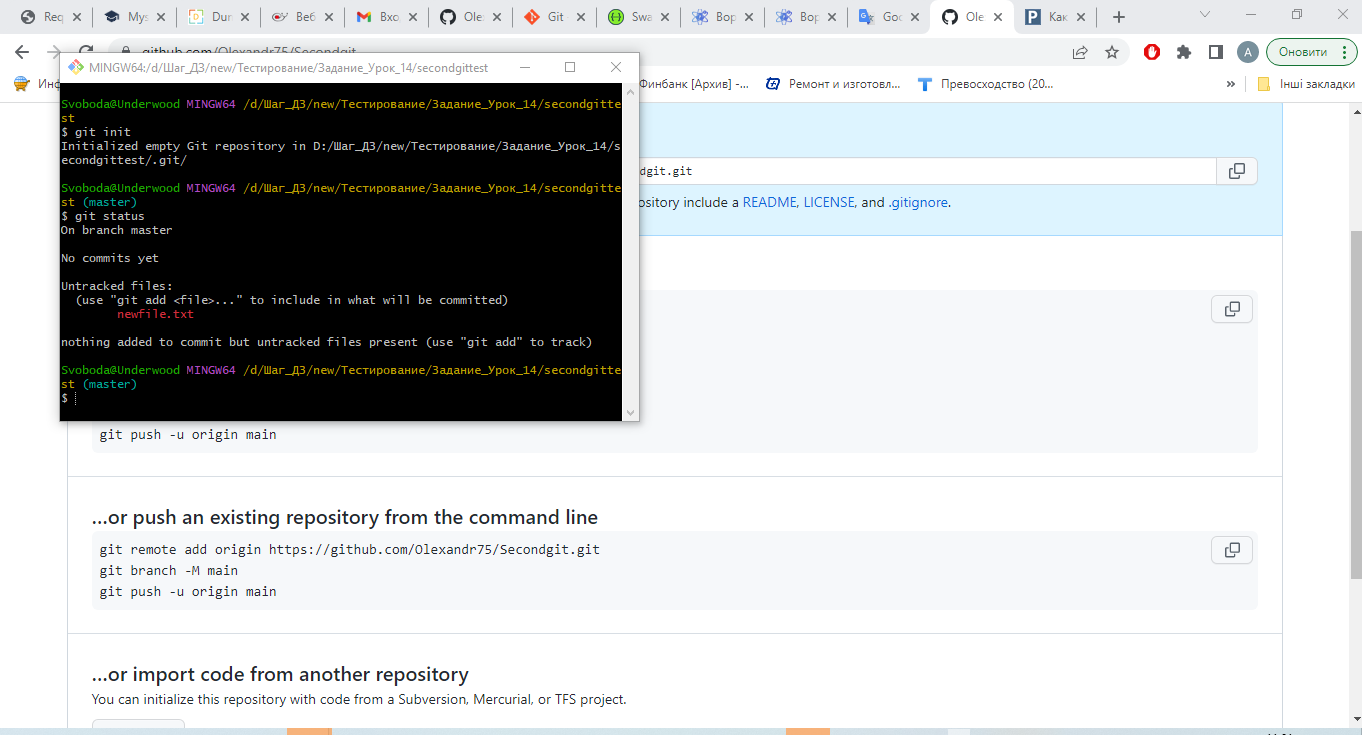 Req
Mys
Dur
Веб
Вхо
Ole
Git
Swa
Вор
Вор
Goo
Ole
Как
github.com/Olexandr75/Secondgit
A
Оновити
Инф
Финбанк [Архив] -...
Ремонт и изготовл...
Превосходство (20...
»
Інші закладки
MINGW64:/d/Шаг_ДЗ/new/Тестирование/Задание_Урок_14/secondgittest
Svoboda@Underwood MINGW64 /d/Шаг_ДЗ/new/Тестирование/Задание_Урок_14/secondgitte
st
$ git init
Initialized empty Git repository in D:/Шаг_ДЗ/new/Тестирование/Задание_Урок_14/s
econdgittest/.git/
Svoboda@Underwood MINGW64 /d/Шаг_ДЗ/new/Тестирование/Задание_Урок_14/secondgitte
st (master)
$ git status
On branch master
No commits yet
Untracked files:
(use "git add <file>..." to include in what will be committed)
newfile.txt
nothing added to commit but untracked files present (use "git add" to track)
Svoboda@Underwood MINGW64 /d/Шаг_ДЗ/new/Тестирование/Задание_Урок_14/secondgitte
st (master)
$
dgit.git
ository include a README, LICENSE, and .gitignore.
git push -u origin main
…or push an existing repository from the command line
git remote add origin https://github.com/Olexandr75/Secondgit.git
git branch -M main
git push -u origin main
…or import code from another repository
You can initialize this repository with code from a Subversion, Mercurial, or TFS project.